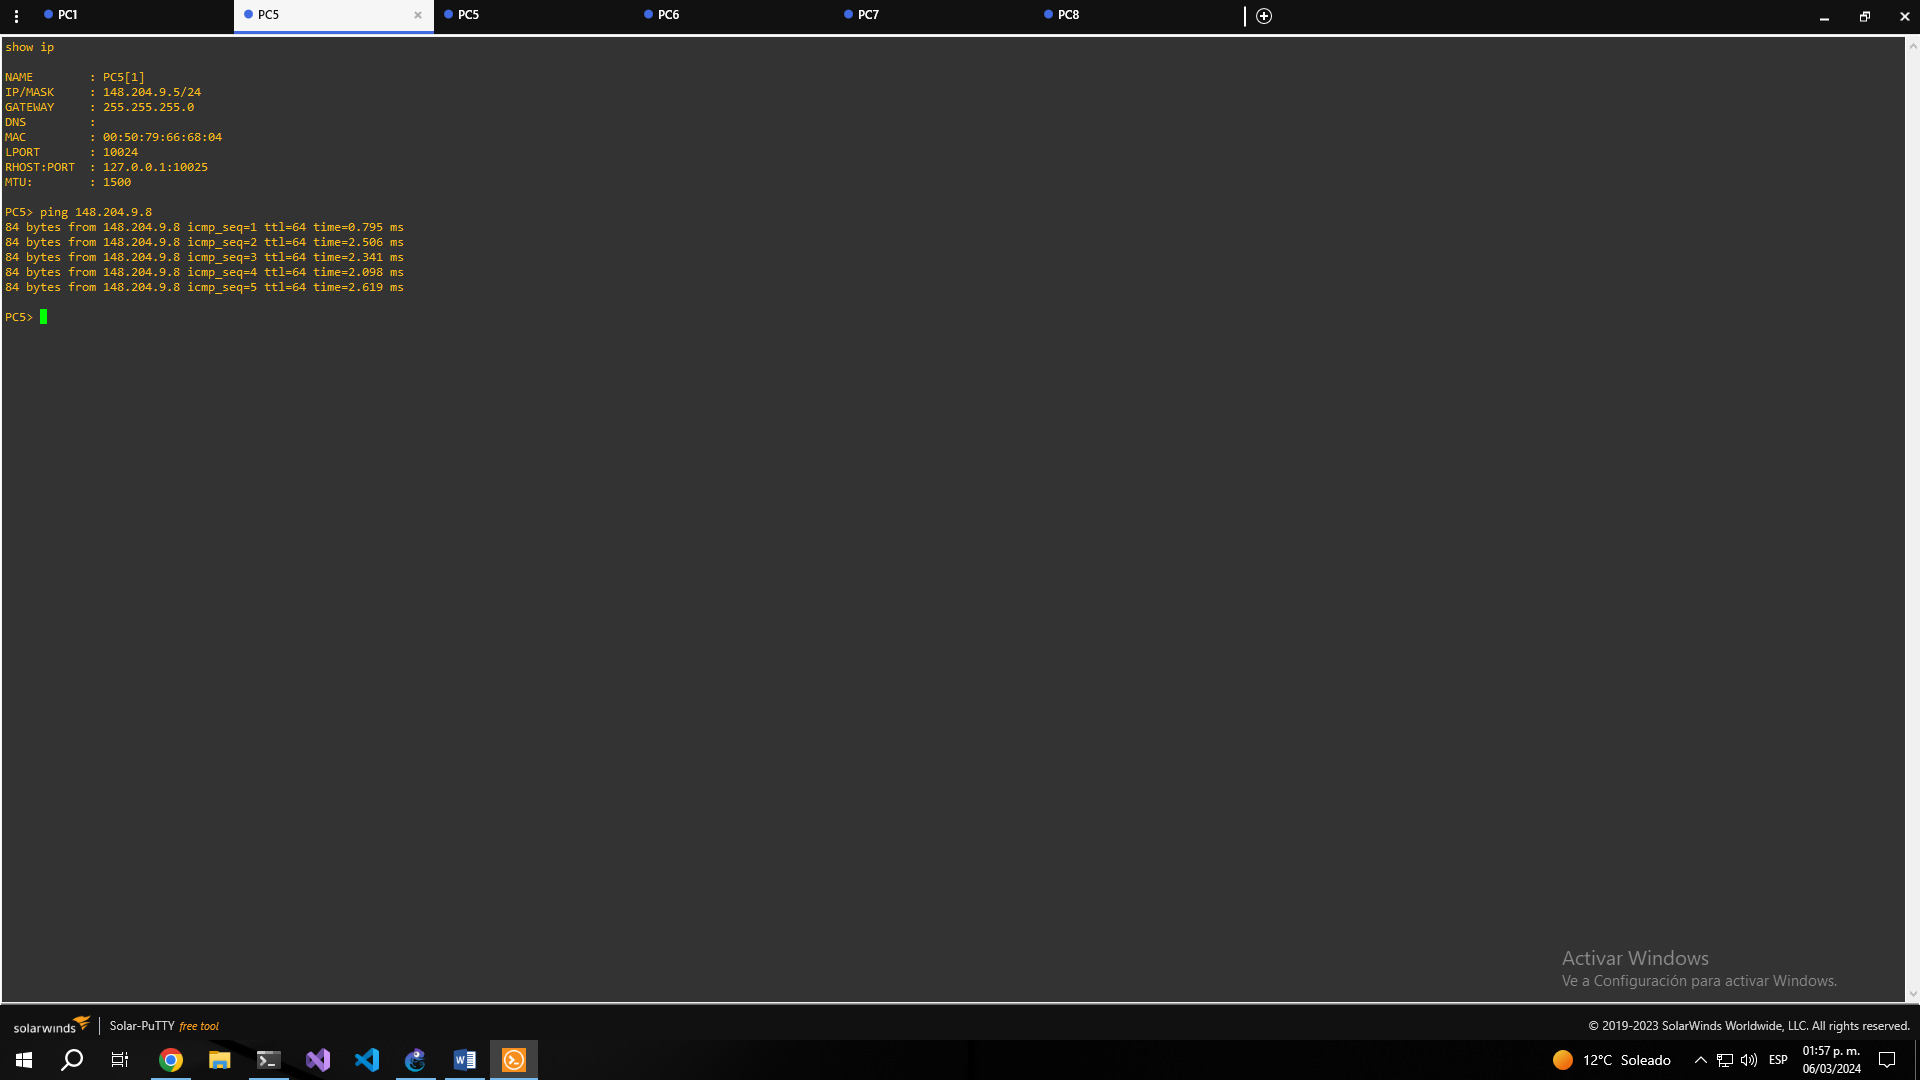 PC1
PC5
PC5
PC6
PC7
PC8
show ip
NAME        : PC5[1]
IP/MASK     : 148.204.9.5/24
GATEWAY     : 255.255.255.0
DNS         :
MAC         : 00:50:79:66:68:04
LPORT       : 10024
RHOST:PORT  : 127.0.0.1:10025
MTU:        : 1500
PC5> ping 148.204.9.8
84 bytes from 148.204.9.8 icmp_seq=1 ttl=64 time=0.795 ms
84 bytes from 148.204.9.8 icmp_seq=2 ttl=64 time=2.506 ms
84 bytes from 148.204.9.8 icmp_seq=3 ttl=64 time=2.341 ms
84 bytes from 148.204.9.8 icmp_seq=4 ttl=64 time=2.098 ms
84 bytes from 148.204.9.8 icmp_seq=5 ttl=64 time=2.619 ms
PC5>
Activar Windows
Ve a Configuración para activar Windows.
solarwinds | Solar-PuTTY free tool
© 2019-2023 SolarWinds Worldwide, LLC. All rights reserved.
12°C Soleado
ESP
01:57 p. m.
06/03/2024